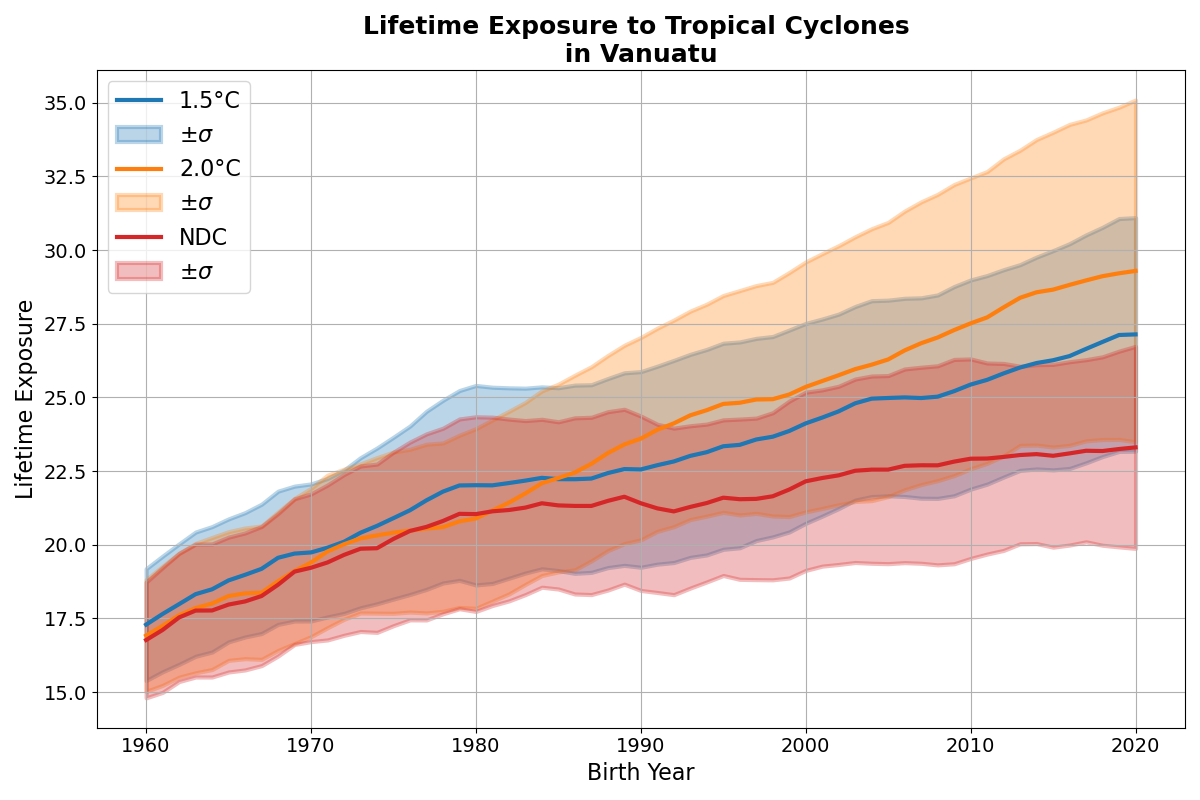 Lifetime Exposure to Tropical Cyclones
in Vanuatu
1.5°C
±σ
2.0°C
±σ
NDC
±σ
Lifetime Exposure
35.0
32.5
30.0
27.5
25.0
22.5
20.0
17.5
15.0
1960 1970 1980 1990 2000 2010 2020
Birth Year